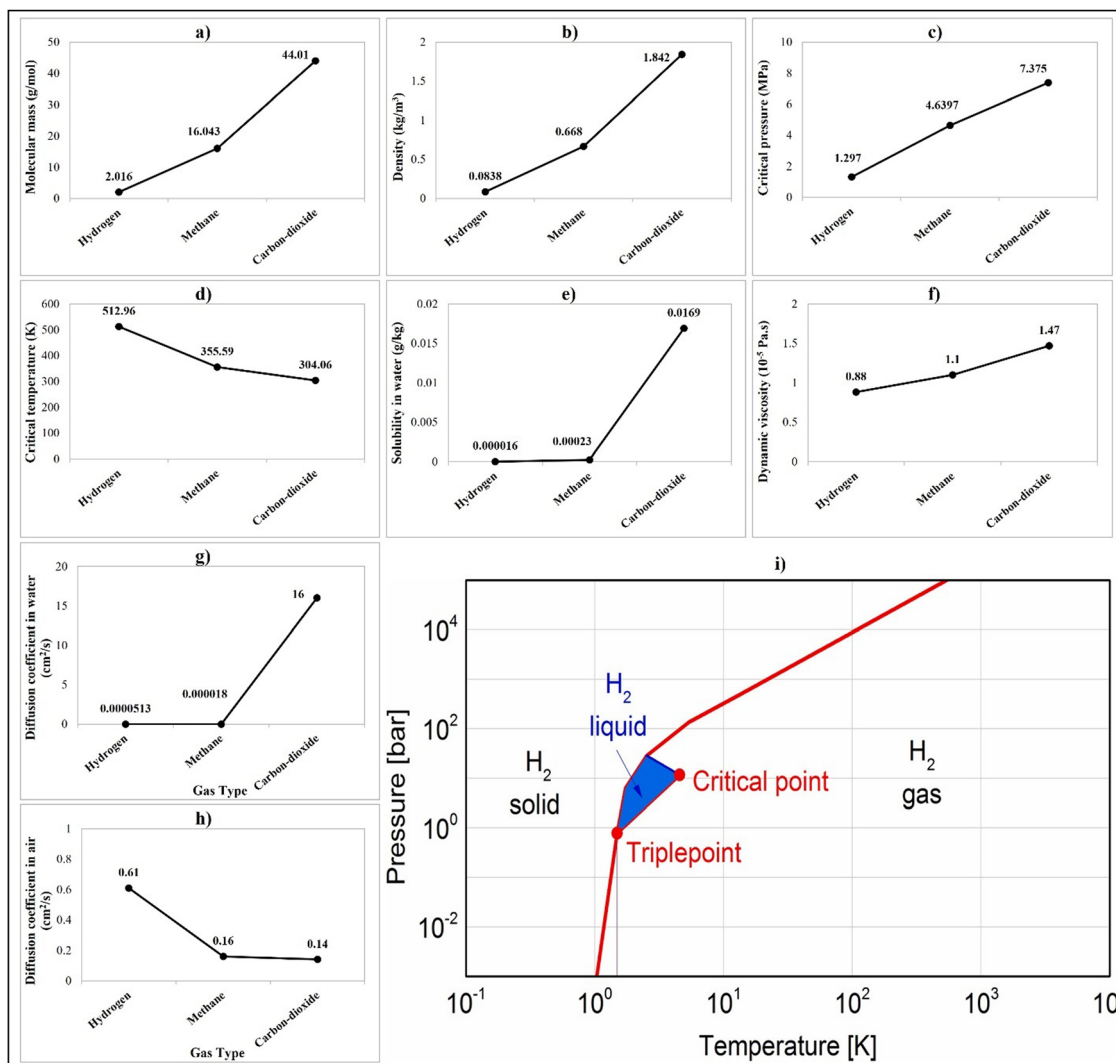 a)
Molecular mass (g/mol)
50
40
30
20
10
0
2.016
16.043
44.01
Hydrogen
Methane
Carbon-dioxide
b)
Density (kg/m³)
2
1.5
1
0.5
0
0.0838
0.668
1.842
Hydrogen
Methane
Carbon-dioxide
c)
Critical pressure (MPa)
10
8
6
4
2
0
1.297
4.6397
7.375
Hydrogen
Methane
Carbon-dioxide
d)
Critical temperature (K)
600
500
400
300
200
100
0
512.96
355.59
304.06
Hydrogen
Methane
Carbon-dioxide
e)
Solubility in water (g/kg)
0.02
0.015
0.01
0.005
0
0.000016
0.00023
0.0169
Hydrogen
Methane
Carbon-dioxide
f)
Dynamic viscosity (10⁻⁵ Pa.s)
2
1.5
1
0.5
0
0.88
1.1
1.47
Hydrogen
Methane
Carbon-dioxide
g)
Diffusion coefficient in water
(cm²/s)
20
15
10
5
0
0.0000513
0.000018
16
Hydrogen
Methane
Carbon-dioxide
Gas Type
h)
Diffusion coefficient in air
(cm²/s)
1
0.8
0.6
0.4
0.2
0
0.61
0.16
0.14
Hydrogen
Methane
Carbon-dioxide
Gas Type
i)
Pressure [bar]
10⁴
10²
10⁰
10⁻²
H₂
solid
H₂
liquid
H₂
gas
Critical point
Triplepoint
10⁻¹
10⁰
10¹
10²
10³
10
Temperature [K]